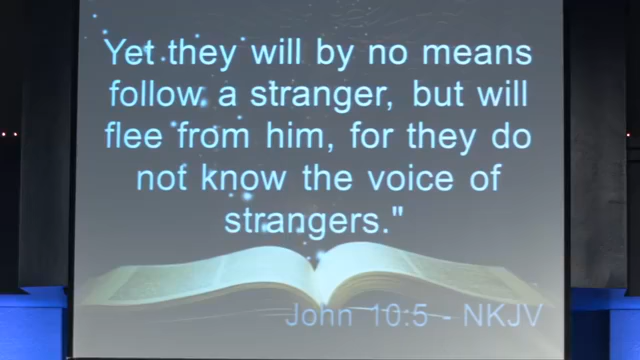 Yet they will by no means
follow a stranger, but will
flee from him, for they do
not know the voice of
strangers."
John 10:5 - NKJV